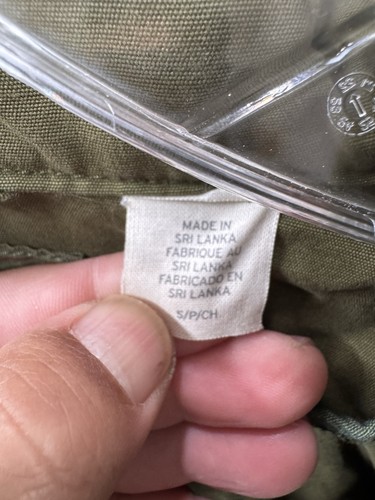 MADE IN
SRI LANKA
FABRIQUE AU
SRI LANKA
FABRICADO EN
SRI LANKA
S/P/CH